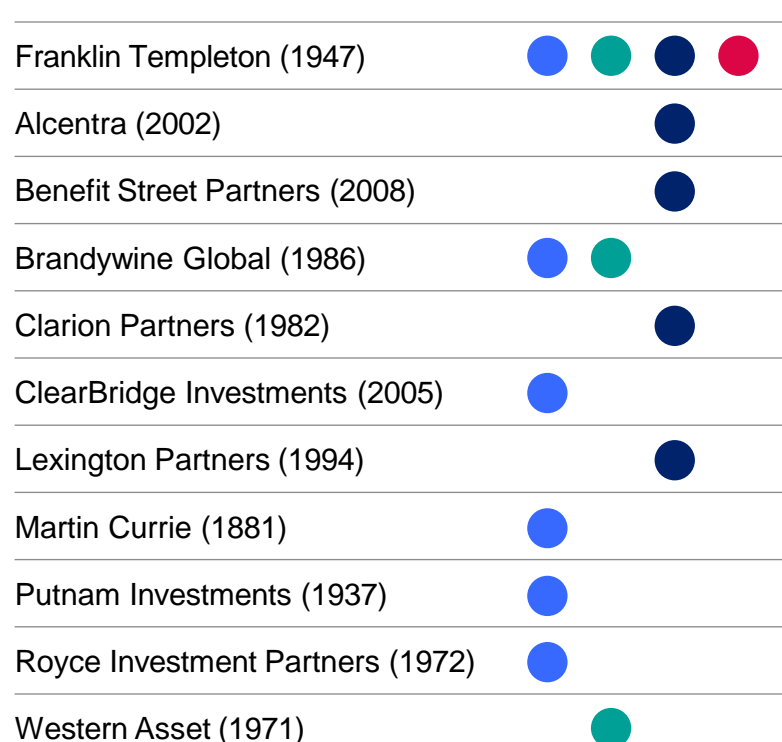 Franklin Templeton (1947)
Alcentra (2002)
Benefit Street Partners (2008)
Brandywine Global (1986)
Clarion Partners (1982)
ClearBridge Investments (2005)
Lexington Partners (1994)
Martin Currie (1881)
Putnam Investments (1937)
Royce Investment Partners (1972)
Western Asset (1971)